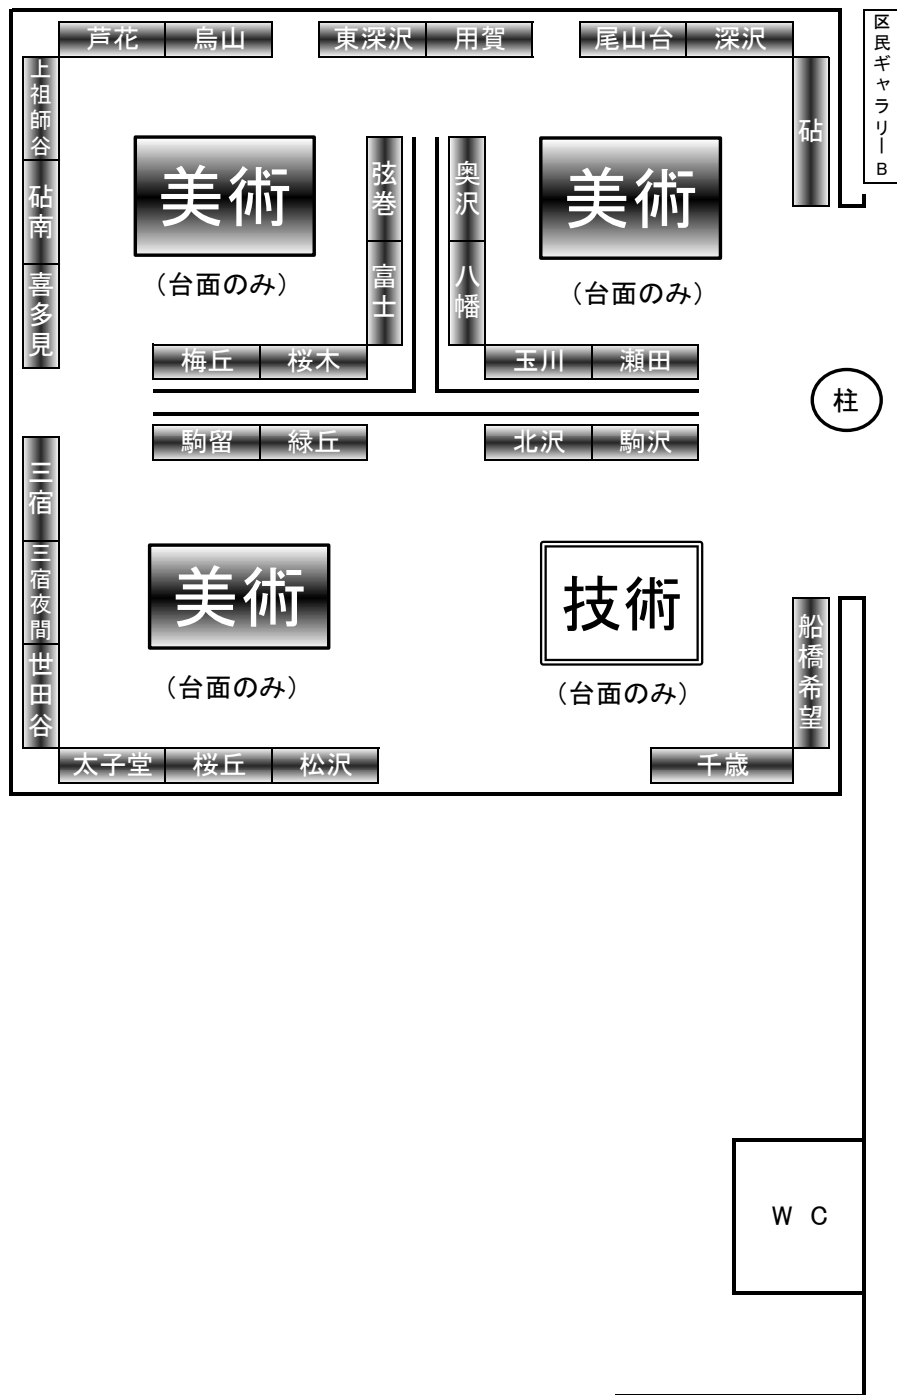 芦花
烏山
東深沢
用賀
尾山台
深沢
区民ギャラリーB
上祖師谷
砧南
喜多見
砧
美術
(台面のみ)
弦巻
富士
奥沢
八幡
美術
(台面のみ)
梅丘
桜木
玉川
瀬田
柱
駒留
緑丘
北沢
駒沢
三宿
三宿夜間
世田谷
美術
(台面のみ)
技術
(台面のみ)
船橋希望
太子堂
桜丘
松沢
千歳
W C